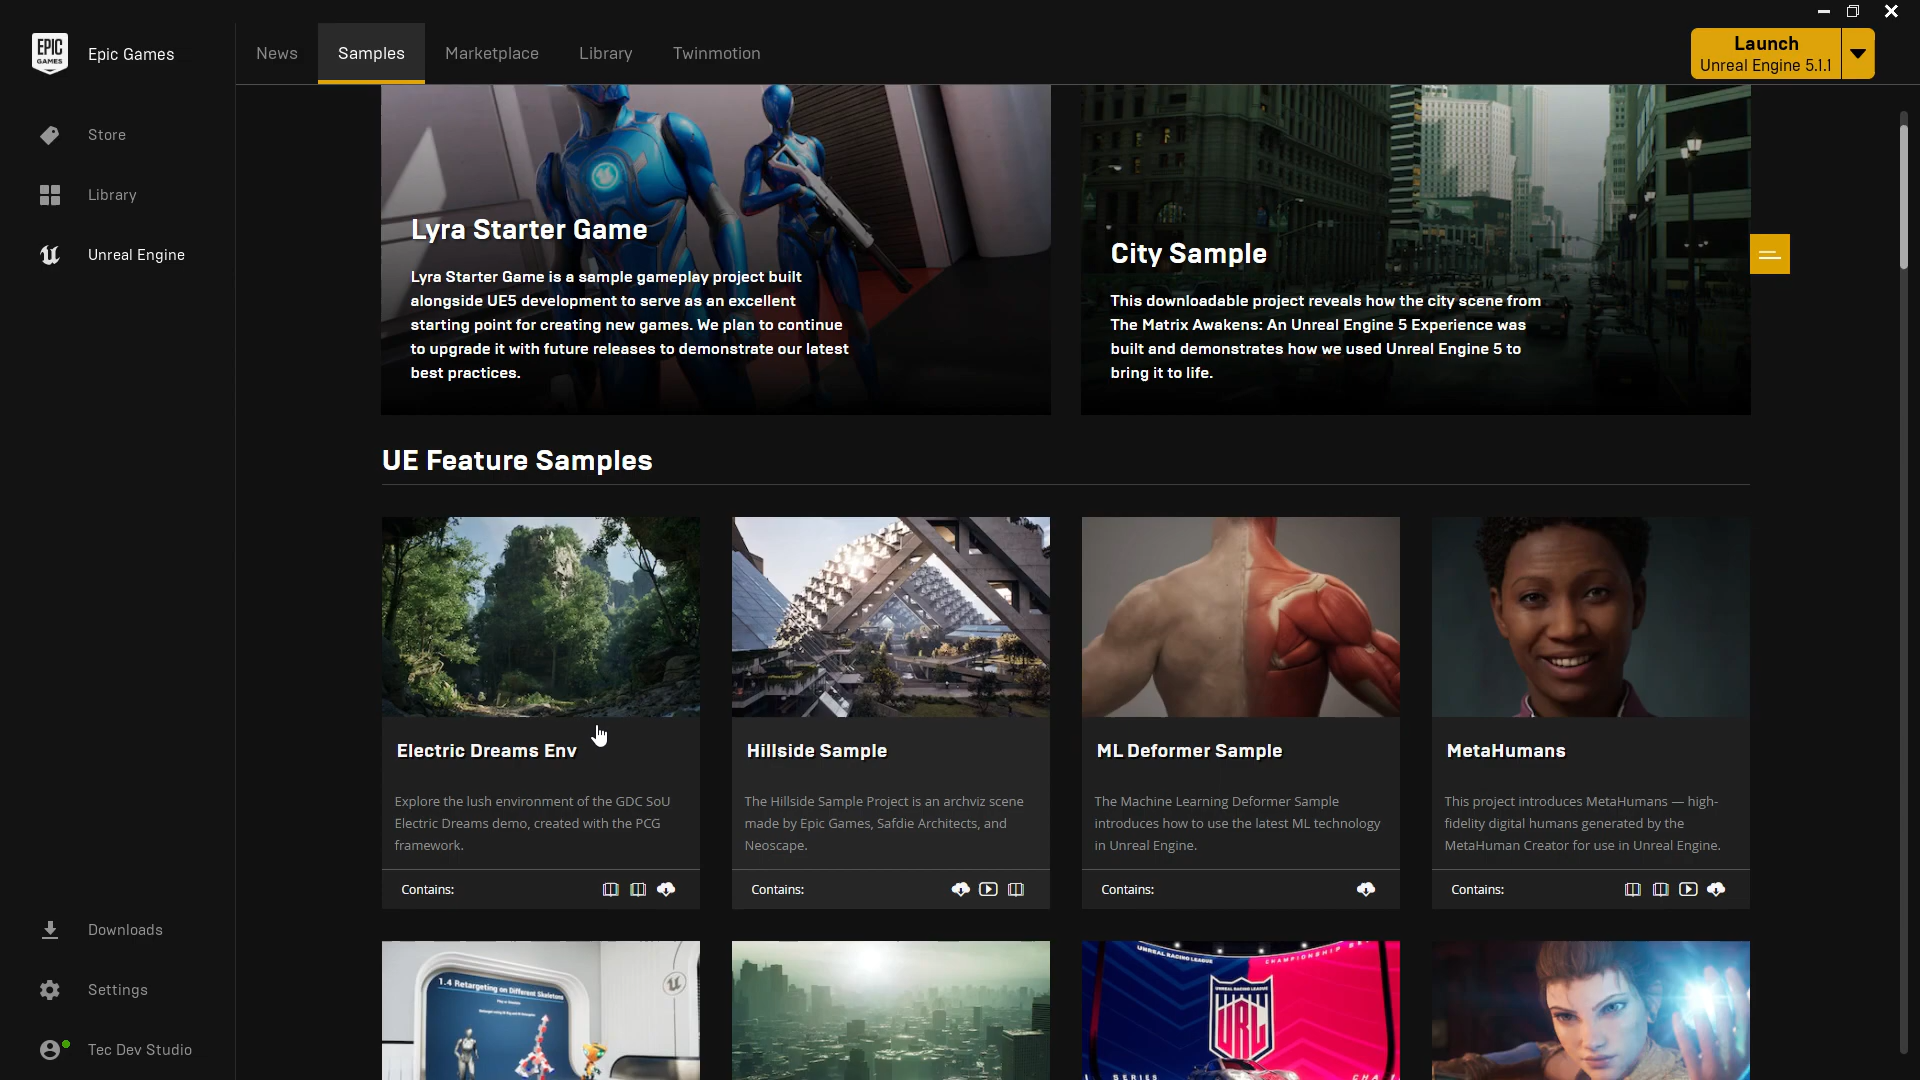 EPIC
GAMES
Epic Games
News
Samples
Marketplace
Library
Twinmotion
Launch
Unreal Engine 5.1.1
Store
Library
Unreal Engine
Lyra Starter Game
Lyra Starter Game is a sample gameplay project built
alongside UE5 development to serve as an excellent
starting point for creating new games. We plan to continue
to upgrade it with future releases to demonstrate our latest
best practices.
City Sample
This downloadable project reveals how the city scene from
The Matrix Awakens: An Unreal Engine 5 Experience was
built and demonstrates how we used Unreal Engine 5 to
bring it to life.
UE Feature Samples
Electric Dreams Env
Explore the lush environment of the GDC SoU
Electric Dreams demo, created with the PCG
framework.
Contains:
Hillside Sample
The Hillside Sample Project is an archviz scene
made by Epic Games, Safdie Architects, and
Neoscape.
Contains:
ML Deformer Sample
The Machine Learning Deformer Sample
introduces how to use the latest ML technology
in Unreal Engine.
Contains:
MetaHumans
This project introduces MetaHumans — high-
fidelity digital humans generated by the
MetaHuman Creator for use in Unreal Engine.
Contains:
1.4 Retargeting on Different Skeletons
UNREAL RACING LEAGUE
URL
SERIES
Downloads
Settings
Tec Dev Studio